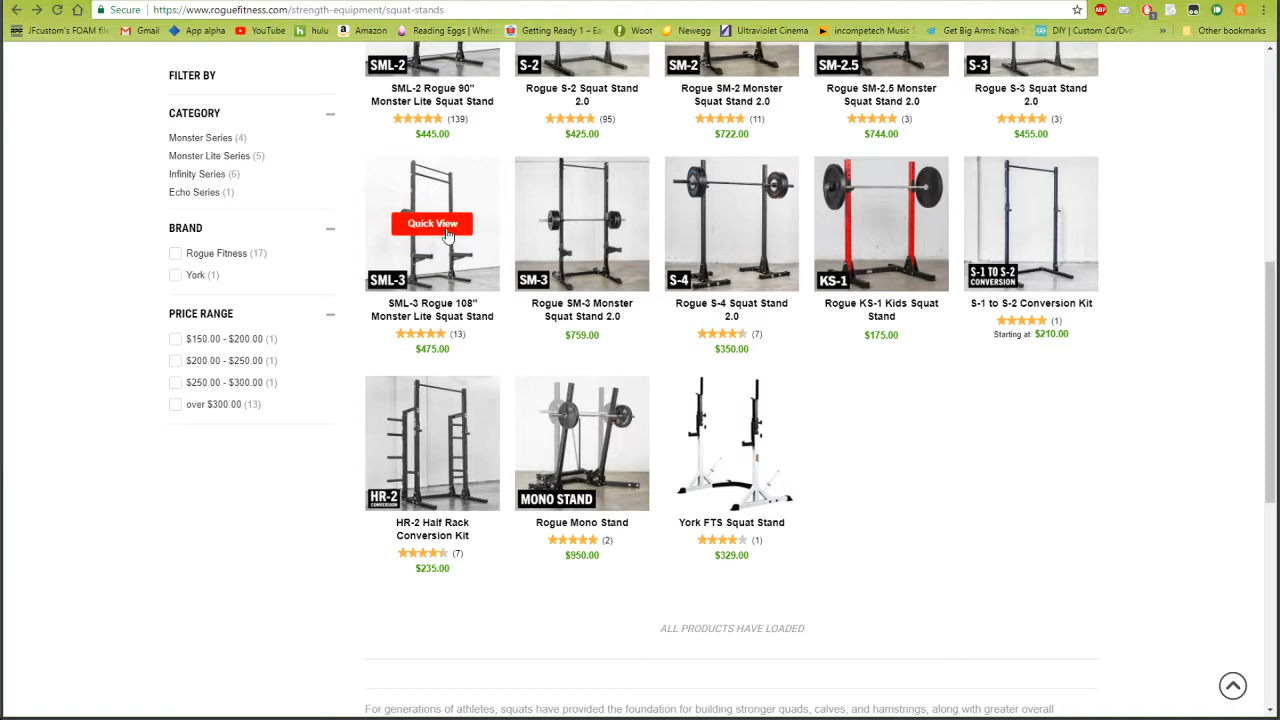 Secure https://www.roguefitness.com/strength-equipment/squat-stands
JFcustom's FOAM file Gmail App alpha YouTube hulu Amazon Reading Eggs | Getting Ready 1 – Woot Newegg Ultraviolet Cinema incompetech Music Get Big Arms: Noah DIY | Custom Cd/Dvd Other bookmarks
FILTER BY
CATEGORY
Monster Series (4)
Monster Lite Series (5)
Infinity Series (6)
Echo Series (1)
BRAND
Rogue Fitness (17)
York (1)
PRICE RANGE
$150.00 - $200.00 (1)
$200.00 - $250.00 (1)
$250.00 - $300.00 (1)
over $300.00 (13)
SML-2 S-2 SM-2 SM-2.5 S-3
SML-2 Rogue 90" Rogue S-2 Squat Stand Rogue SM-2 Monster Rogue SM-2.5 Monster Rogue S-3 Squat Stand
Monster Lite Squat Stand 2.0 Squat Stand 2.0 Squat Stand 2.0 2.0
(139) (95) (11) (3) (3)
$445.00 $425.00 $722.00 $744.00 $455.00
Quick View
SML-3 SM-3 S-4 KS-1 S-1 TO S-2
CONVERSION
SML-3 Rogue 108" Rogue SM-3 Monster Rogue S-4 Squat Stand Rogue KS-1 Kids Squat S-1 to S-2 Conversion Kit
Monster Lite Squat Stand Squat Stand 2.0 2.0 Stand
(13) (7) (1)
$475.00 $759.00 $350.00 $175.00 Starting at: $210.00
HR-2 MONO STAND
CONVERSION
HR-2 Half Rack Rogue Mono Stand York FTS Squat Stand
Conversion Kit
(7) (2) (1)
$235.00 $950.00 $329.00
ALL PRODUCTS HAVE LOADED
For generations of athletes, squats have provided the foundation for building stronger quads, calves, and hamstrings, along with greater overall